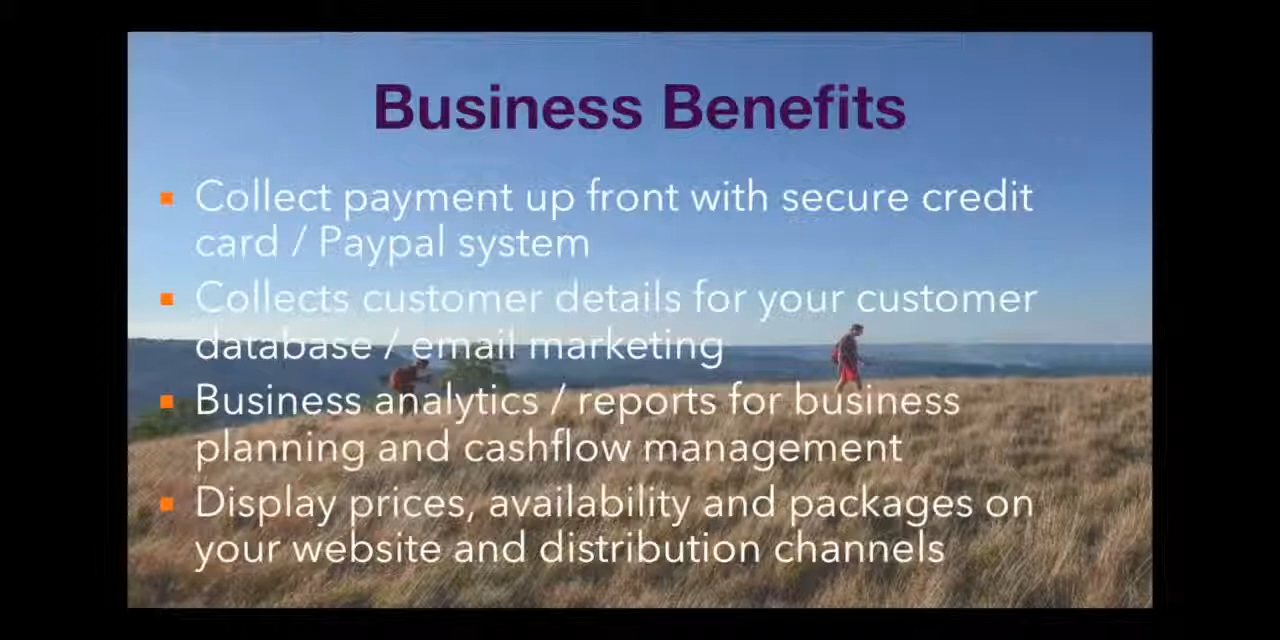 Business Benefits
Collect payment up front with secure credit
card / Paypal system
Collects customer details for your customer
database / email marketing
Business analytics / reports for business
planning and cashflow management
Display prices, availability and packages on
your website and distribution channels